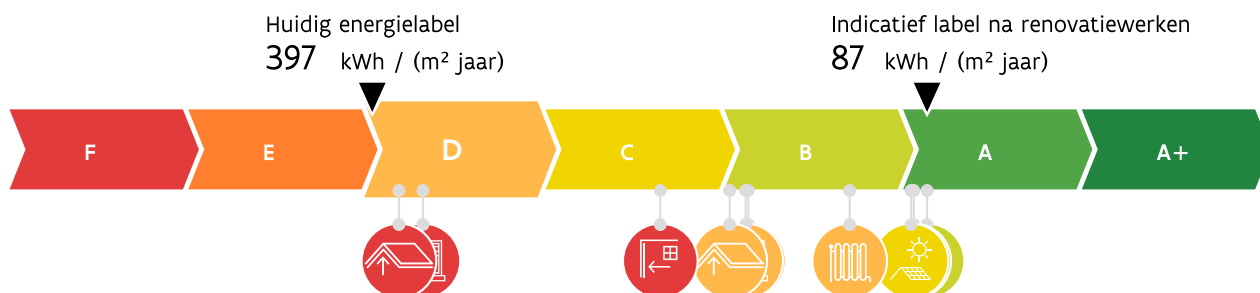 Huidig energielabel
397 kWh / (m² jaar)
Indicatief label na renovatiewerken
87 kWh / (m² jaar)
F E D C B A A+